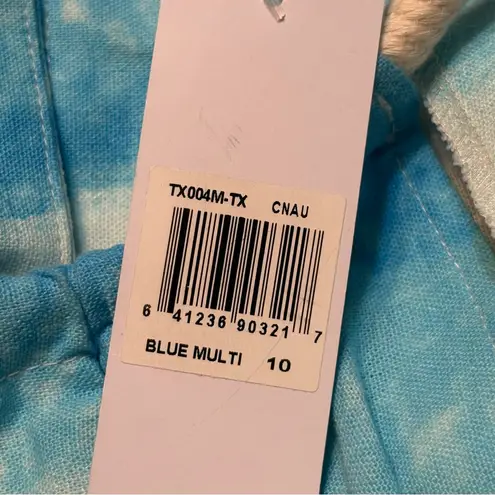 TX004M-TX CNAU
6 41236 90321 7
BLUE MULTI 10